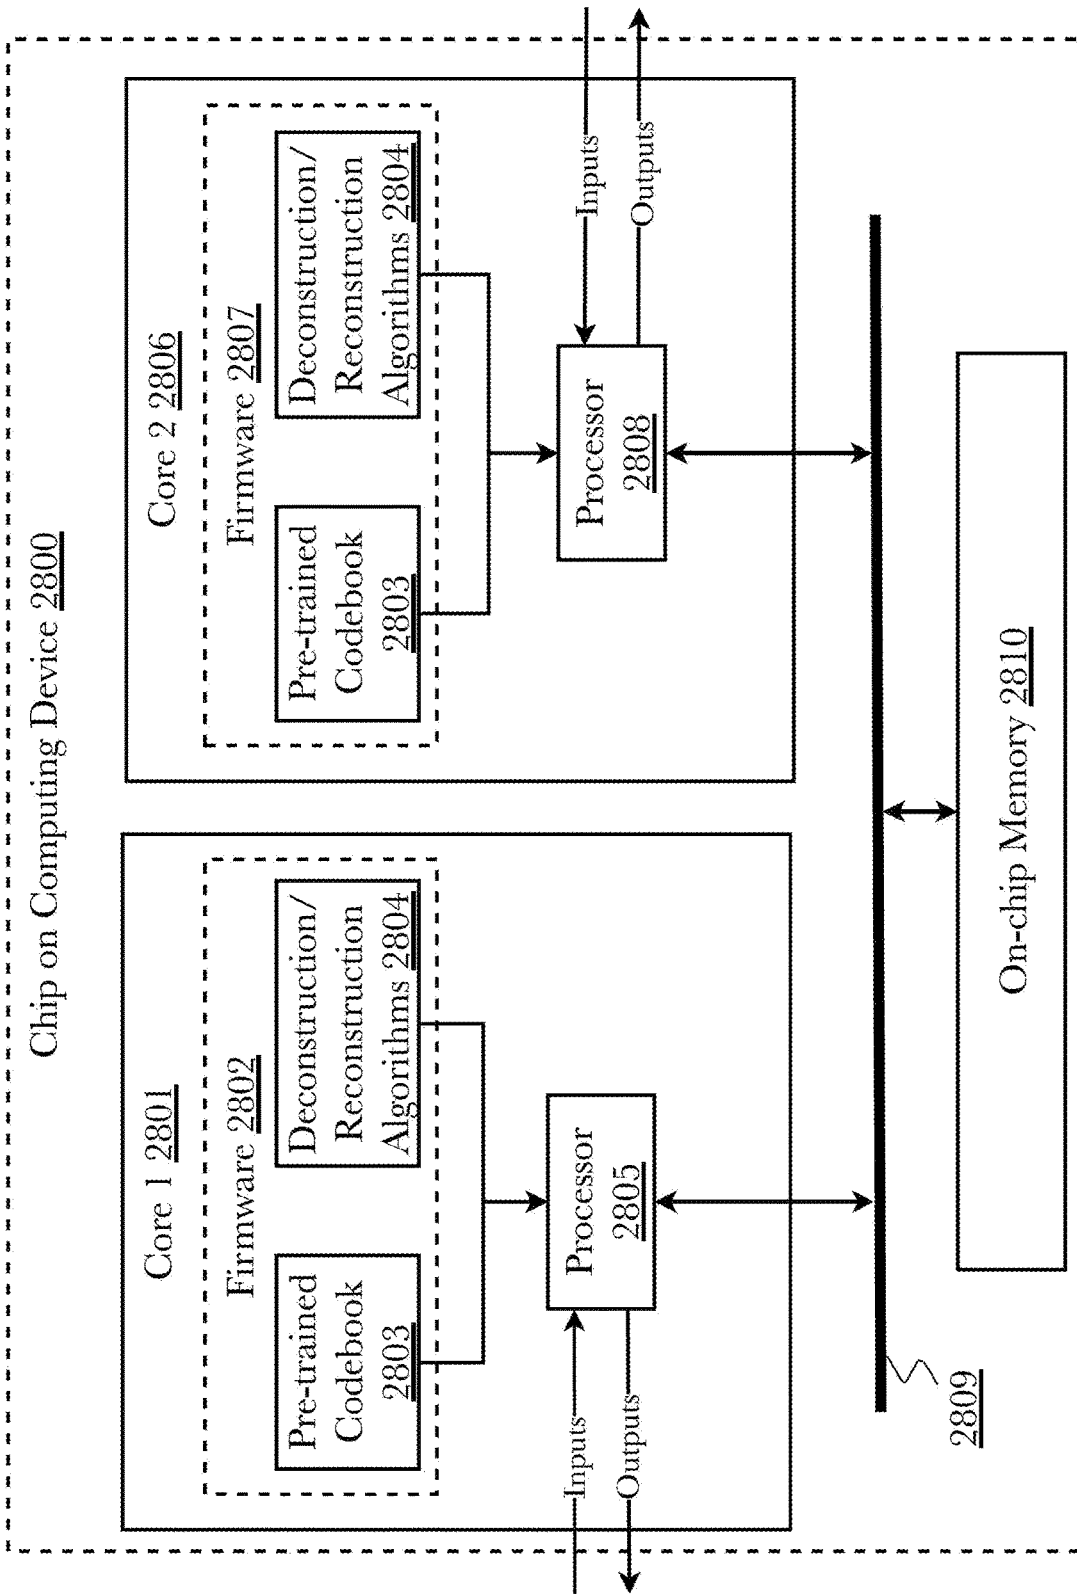 Chip on Computing Device 2800
Core 1 2801
Firmware 2802
Pre-trained
Codebook
2803
Deconstruction/
Reconstruction
Algorithms 2804
Processor
2805
Inputs
Outputs
Core 2 2806
Firmware 2807
Pre-trained
Codebook
2803
Deconstruction/
Reconstruction
Algorithms 2804
Processor
2808
Inputs
Outputs
2809
On-chip Memory 2810